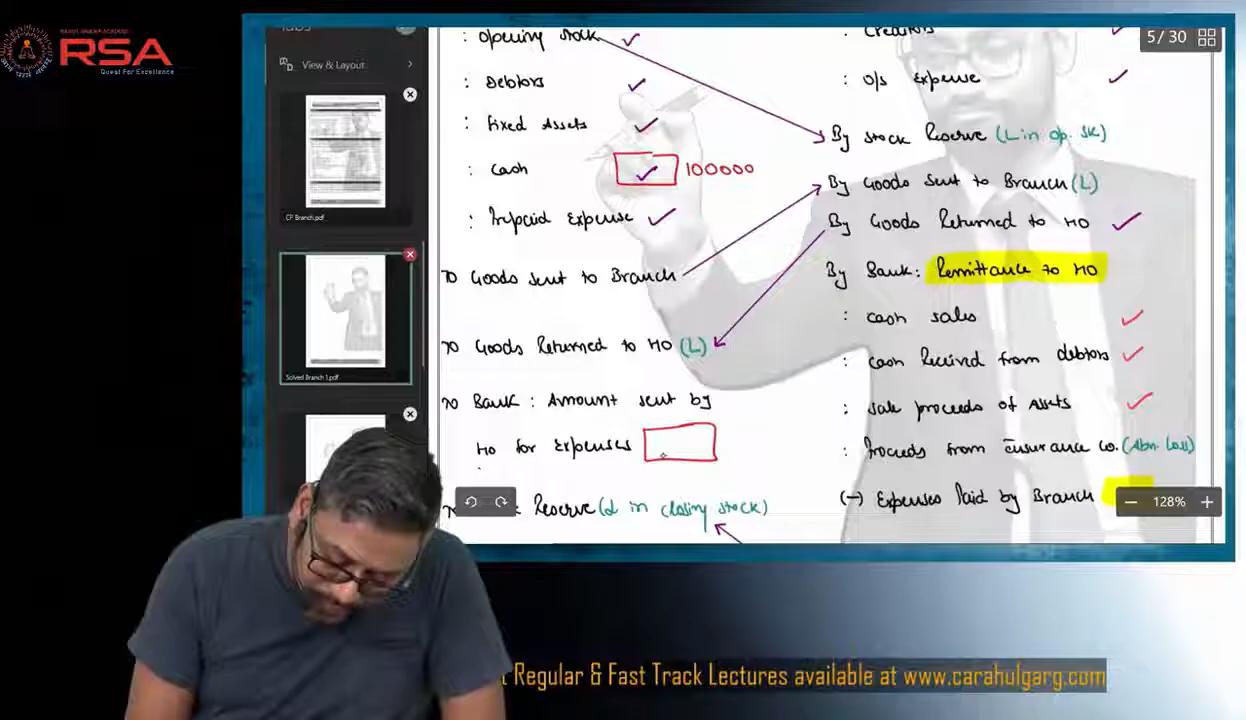 RSA
Quest For Excellence
View & Layout
CP Branch.pdf
Solved Branch 1.pdf
: Opening Stock
: Debtors
: Fixed Assets
: Cash 100000
: Prepaid Expense
To Goods Sent to Branch
To Goods Returned to HO (L)
To Bank : Amount sent by
HO for Expenses
Reserve (L in closing stock)
: Creditors
: O/s Expense
By Stock Reserve (L in op. Sk)
By Goods Sent to Branch (L)
By Goods Returned to HO
By Bank : Remittance to HO
: Cash Sales
: Cash Received from debtors
: Sale proceeds of Assets
: Proceeds from insurance co. (Abn. Loss)
(-) Expenses Paid by Branch
5 / 30
128%
Regular & Fast Track Lectures available at www.carahulgarg.com